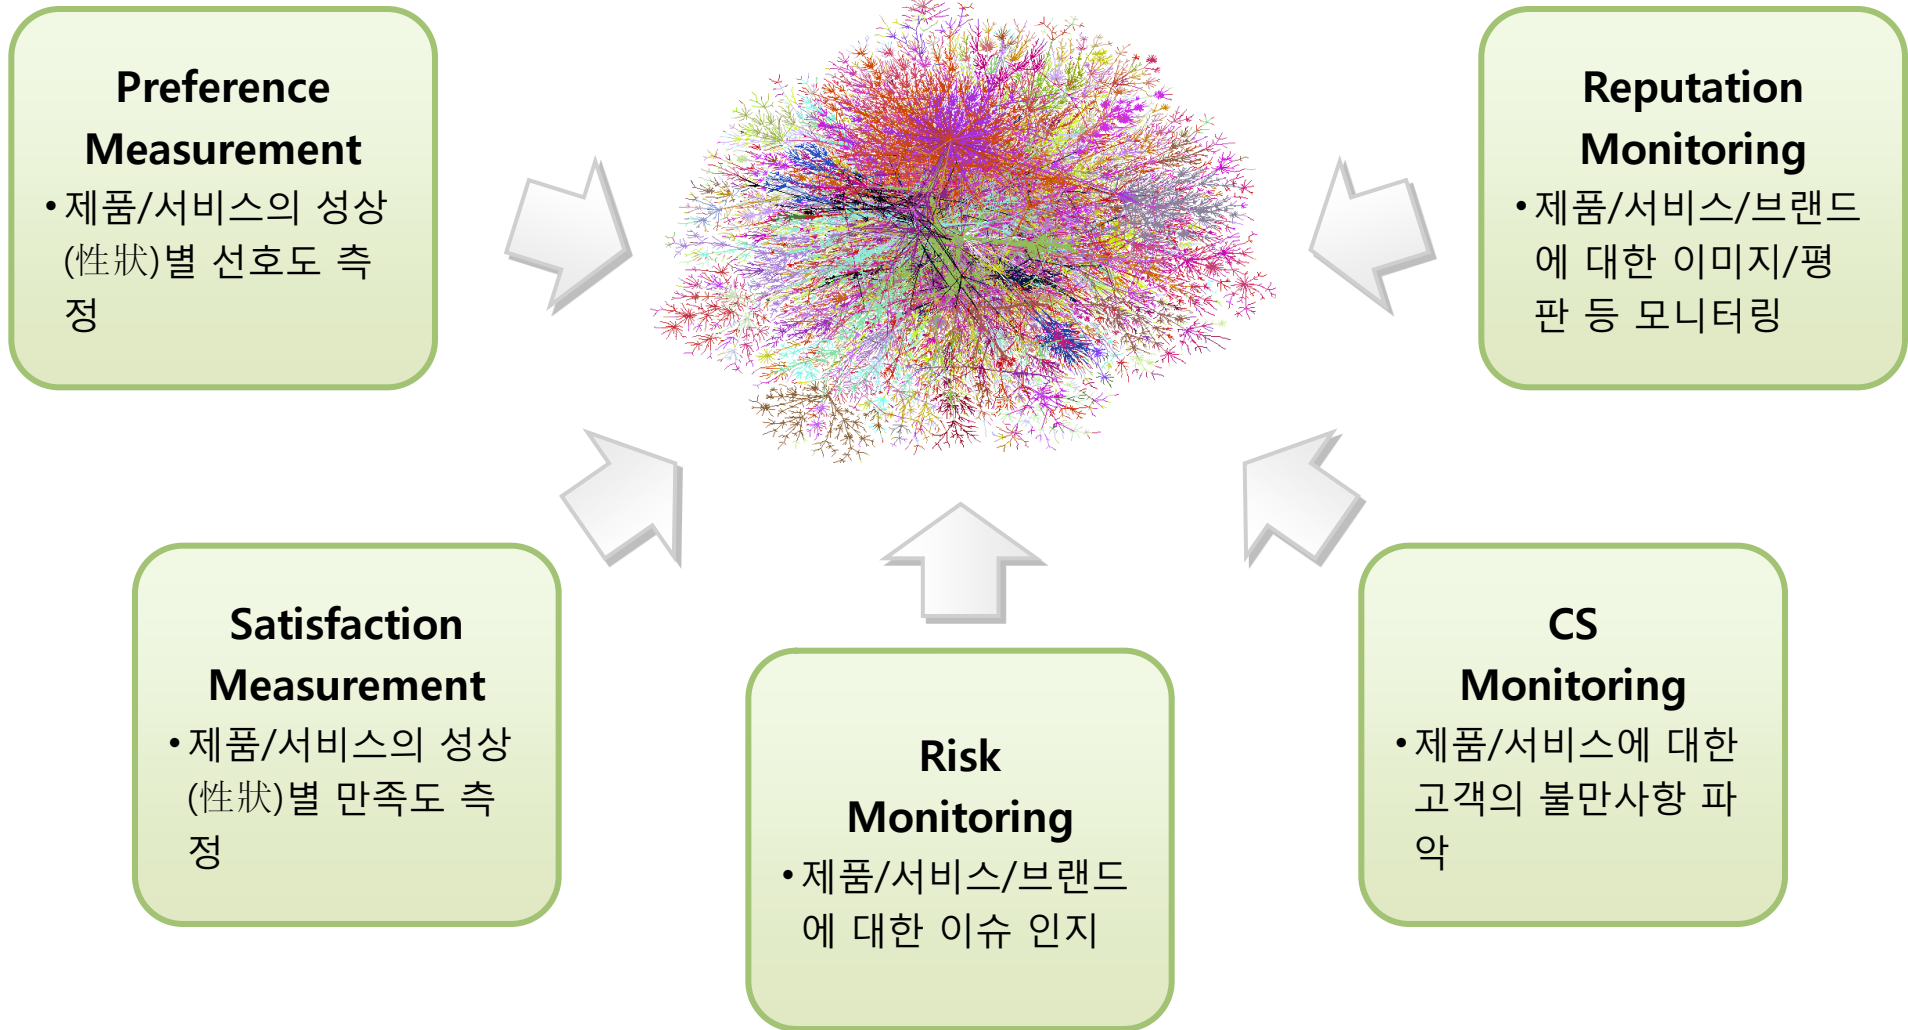 Preference
Measurement
•제품/서비스의 성상
(性狀)별 선호도 측
정
Reputation
Monitoring
•제품/서비스/브랜드
에 대한 이미지/평
판 등 모니터링
Satisfaction
Measurement
•제품/서비스의 성상
(性狀)별 만족도 측
정
Risk
Monitoring
•제품/서비스/브랜드
에 대한 이슈 인지
CS
Monitoring
•제품/서비스에 대한
고객의 불만사항 파
악